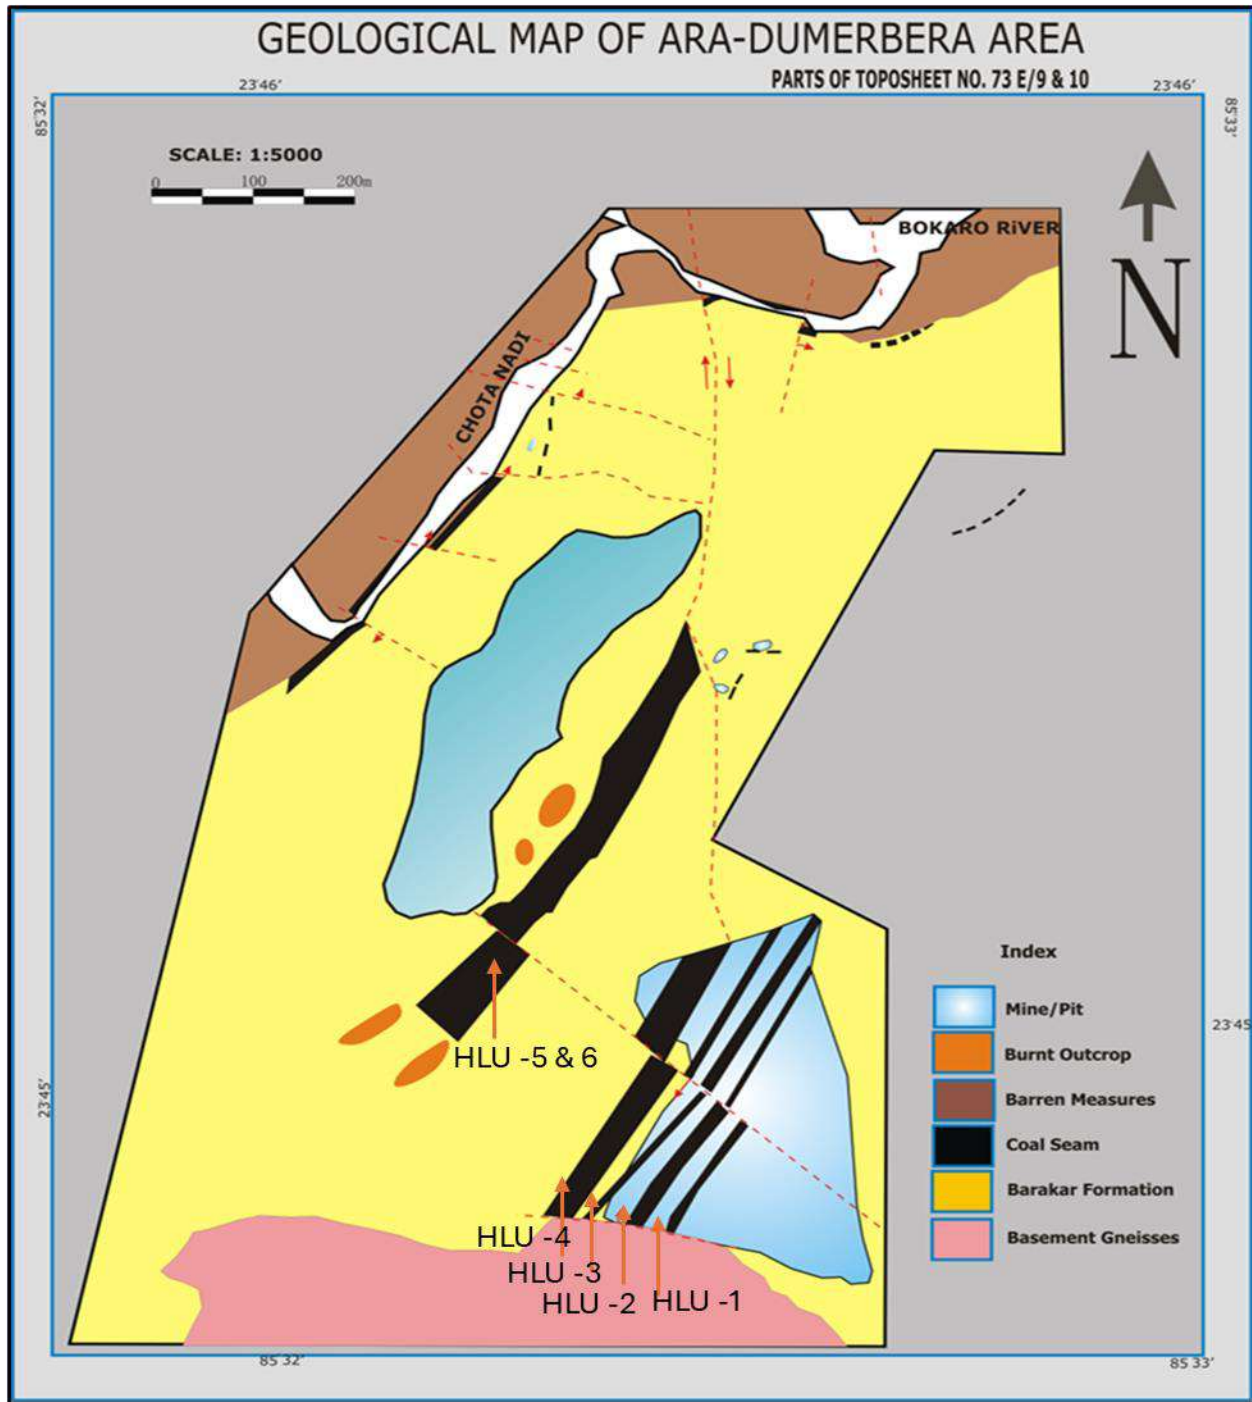 GEOLOGICAL MAP OF ARA-DUMERBERA AREA
PARTS OF TOPOSHEET NO. 73 E/9 & 10
23°46′
23°46′
85°32′
85°33′
SCALE: 1:5000
0 100 200m
BOKARO RiVER
N
CHOTA NADI
Index
Mine/Pit
Burnt Outcrop
Barren Measures
Coal Seam
Barakar Formation
Basement Gneisses
23°45
23°45′
HLU -5 & 6
HLU -4
HLU -3
HLU -2
HLU -1
85 32′
85 33′